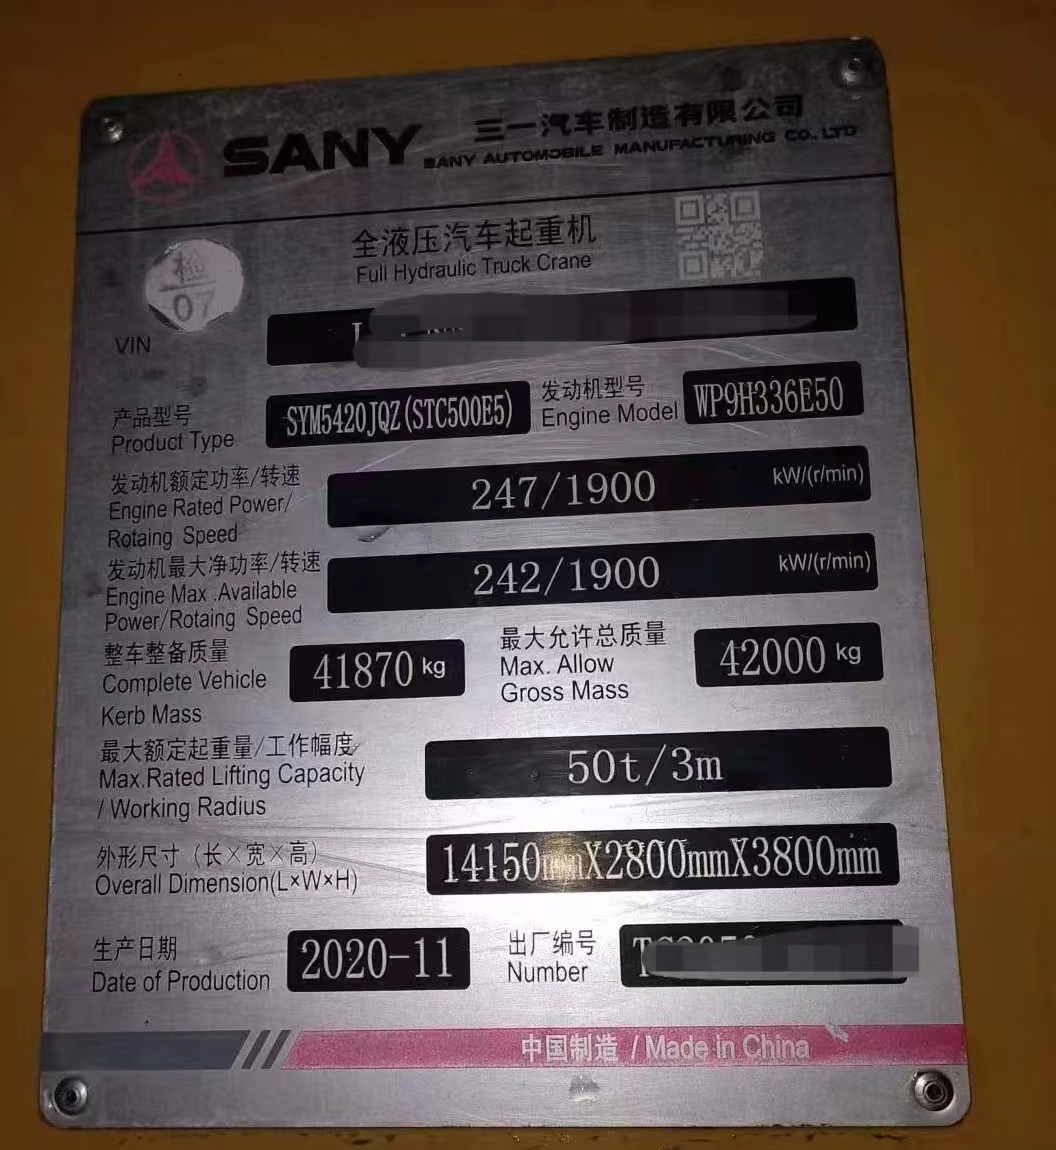 SANY 三一汽车制造有限公司
SANY AUTOMOBILE MANUFACTURING CO., LTD
全液压汽车起重机
Full Hydraulic Truck Crane
检
07
VIN
产品型号
Product Type
SYM5420JQZ(STC500E5)
发动机型号
Engine Model
WP9H336E50
发动机额定功率/转速
Engine Rated Power/
Rotaing Speed
247/1900 kW/(r/min)
发动机最大净功率/转速
Engine Max .Available
Power/Rotaing Speed
242/1900 kW/(r/min)
整车整备质量
Complete Vehicle
Kerb Mass
41870 kg
最大允许总质量
Max. Allow
Gross Mass
42000 kg
最大额定起重量/工作幅度
Max.Rated Lifting Capacity
/ Working Radius
50t/3m
外形尺寸（长×宽×高）
Overall Dimension(L×W×H)
14150mmX2800mmX3800mm
生产日期
Date of Production
2020-11
出厂编号
Number
中国制造 / Made in China